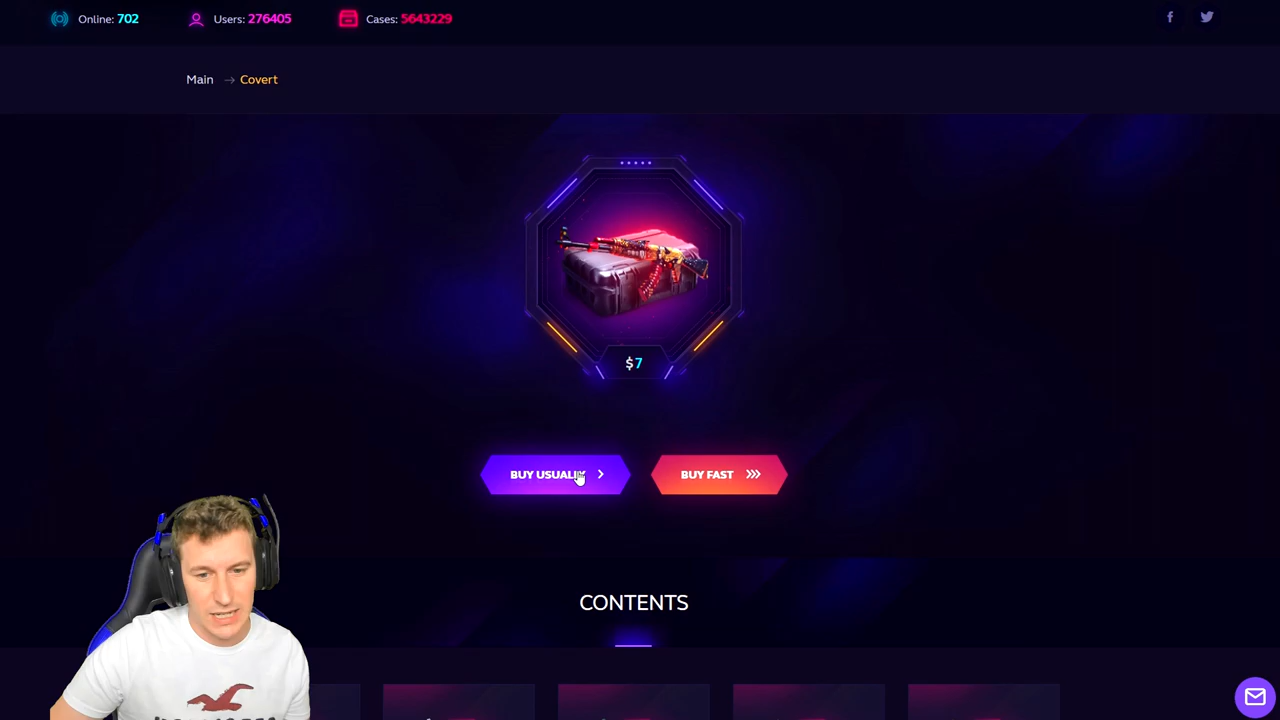 Online: 702
Users: 276405
Cases: 5643229
Main → Covert
$7
BUY USUALLY
BUY FAST
CONTENTS